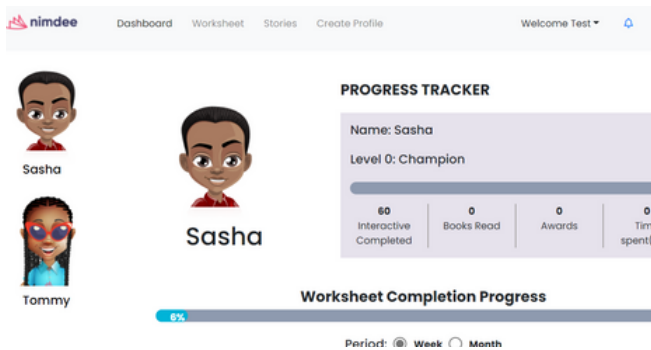 nimdee Dashboard Worksheet Stories Create Profile Welcome Test
PROGRESS TRACKER
Name: Sasha
Level 0: Champion
Sasha
60 0 0 0
Interactive Books Read Awards
Completed spent
Sasha
Tommy
Worksheet Completion Progress
6%
Period: Week Month